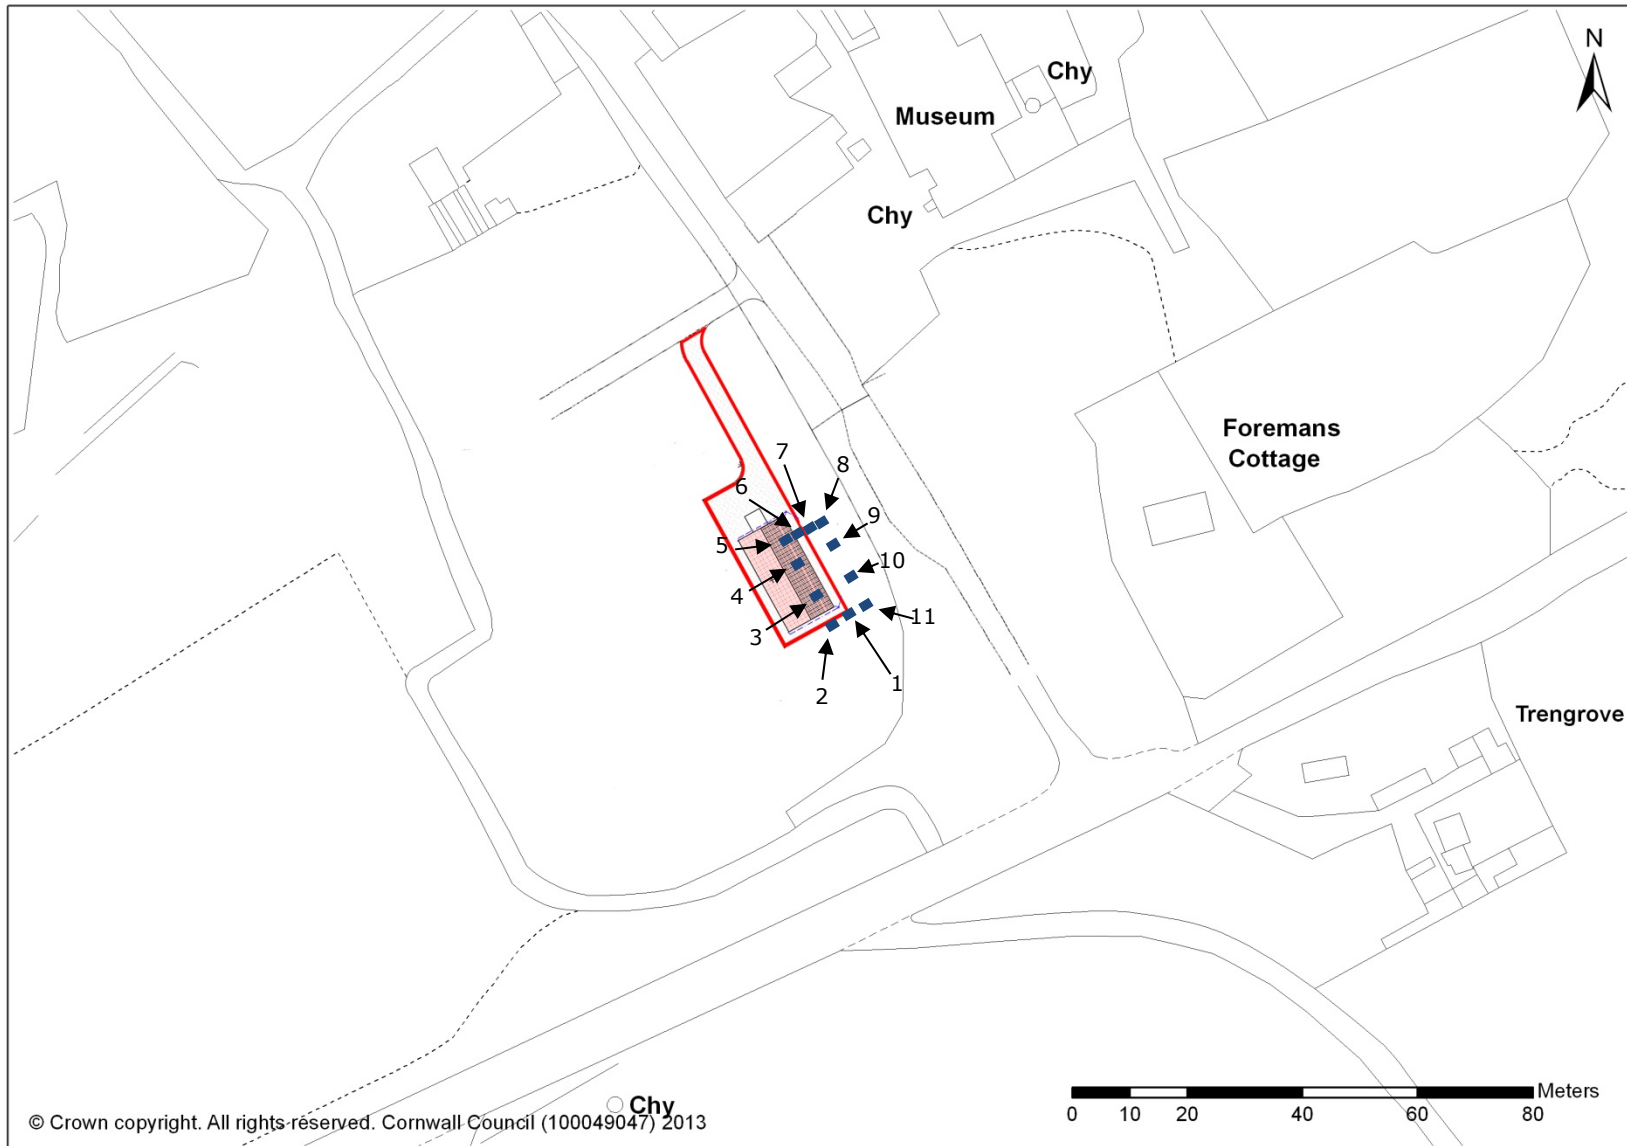 N
Chy
Museum
Chy
Foremans
Cottage
7
8
6
9
5
10
4
11
3
1
2
Trengrove
Meters
0 10 20 40 60 80
Chy
© Crown copyright. All rights reserved. Cornwall Council (100049047) 2013